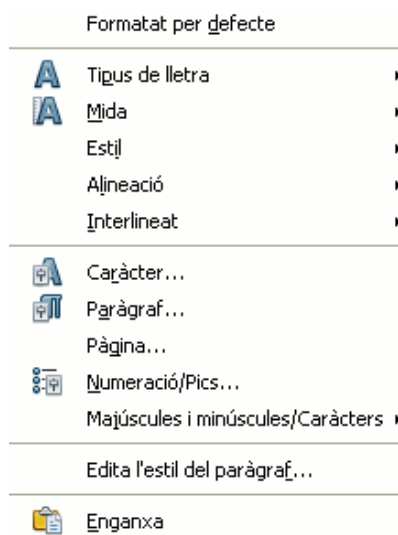 Formatat per defecte
Tipus de lletra
Mida
Estil
Alineació
Interlineat
Caràcter...
Paràgraf...
Pàgina...
Numeració/Pics...
Majúscules i minúscules/Caràcters
Edita l'estil del paràgraf...
Enganxa